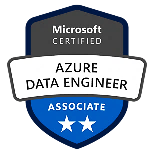 Microsoft
CERTIFIED
AZURE
DATA ENGINEER
ASSOCIATE